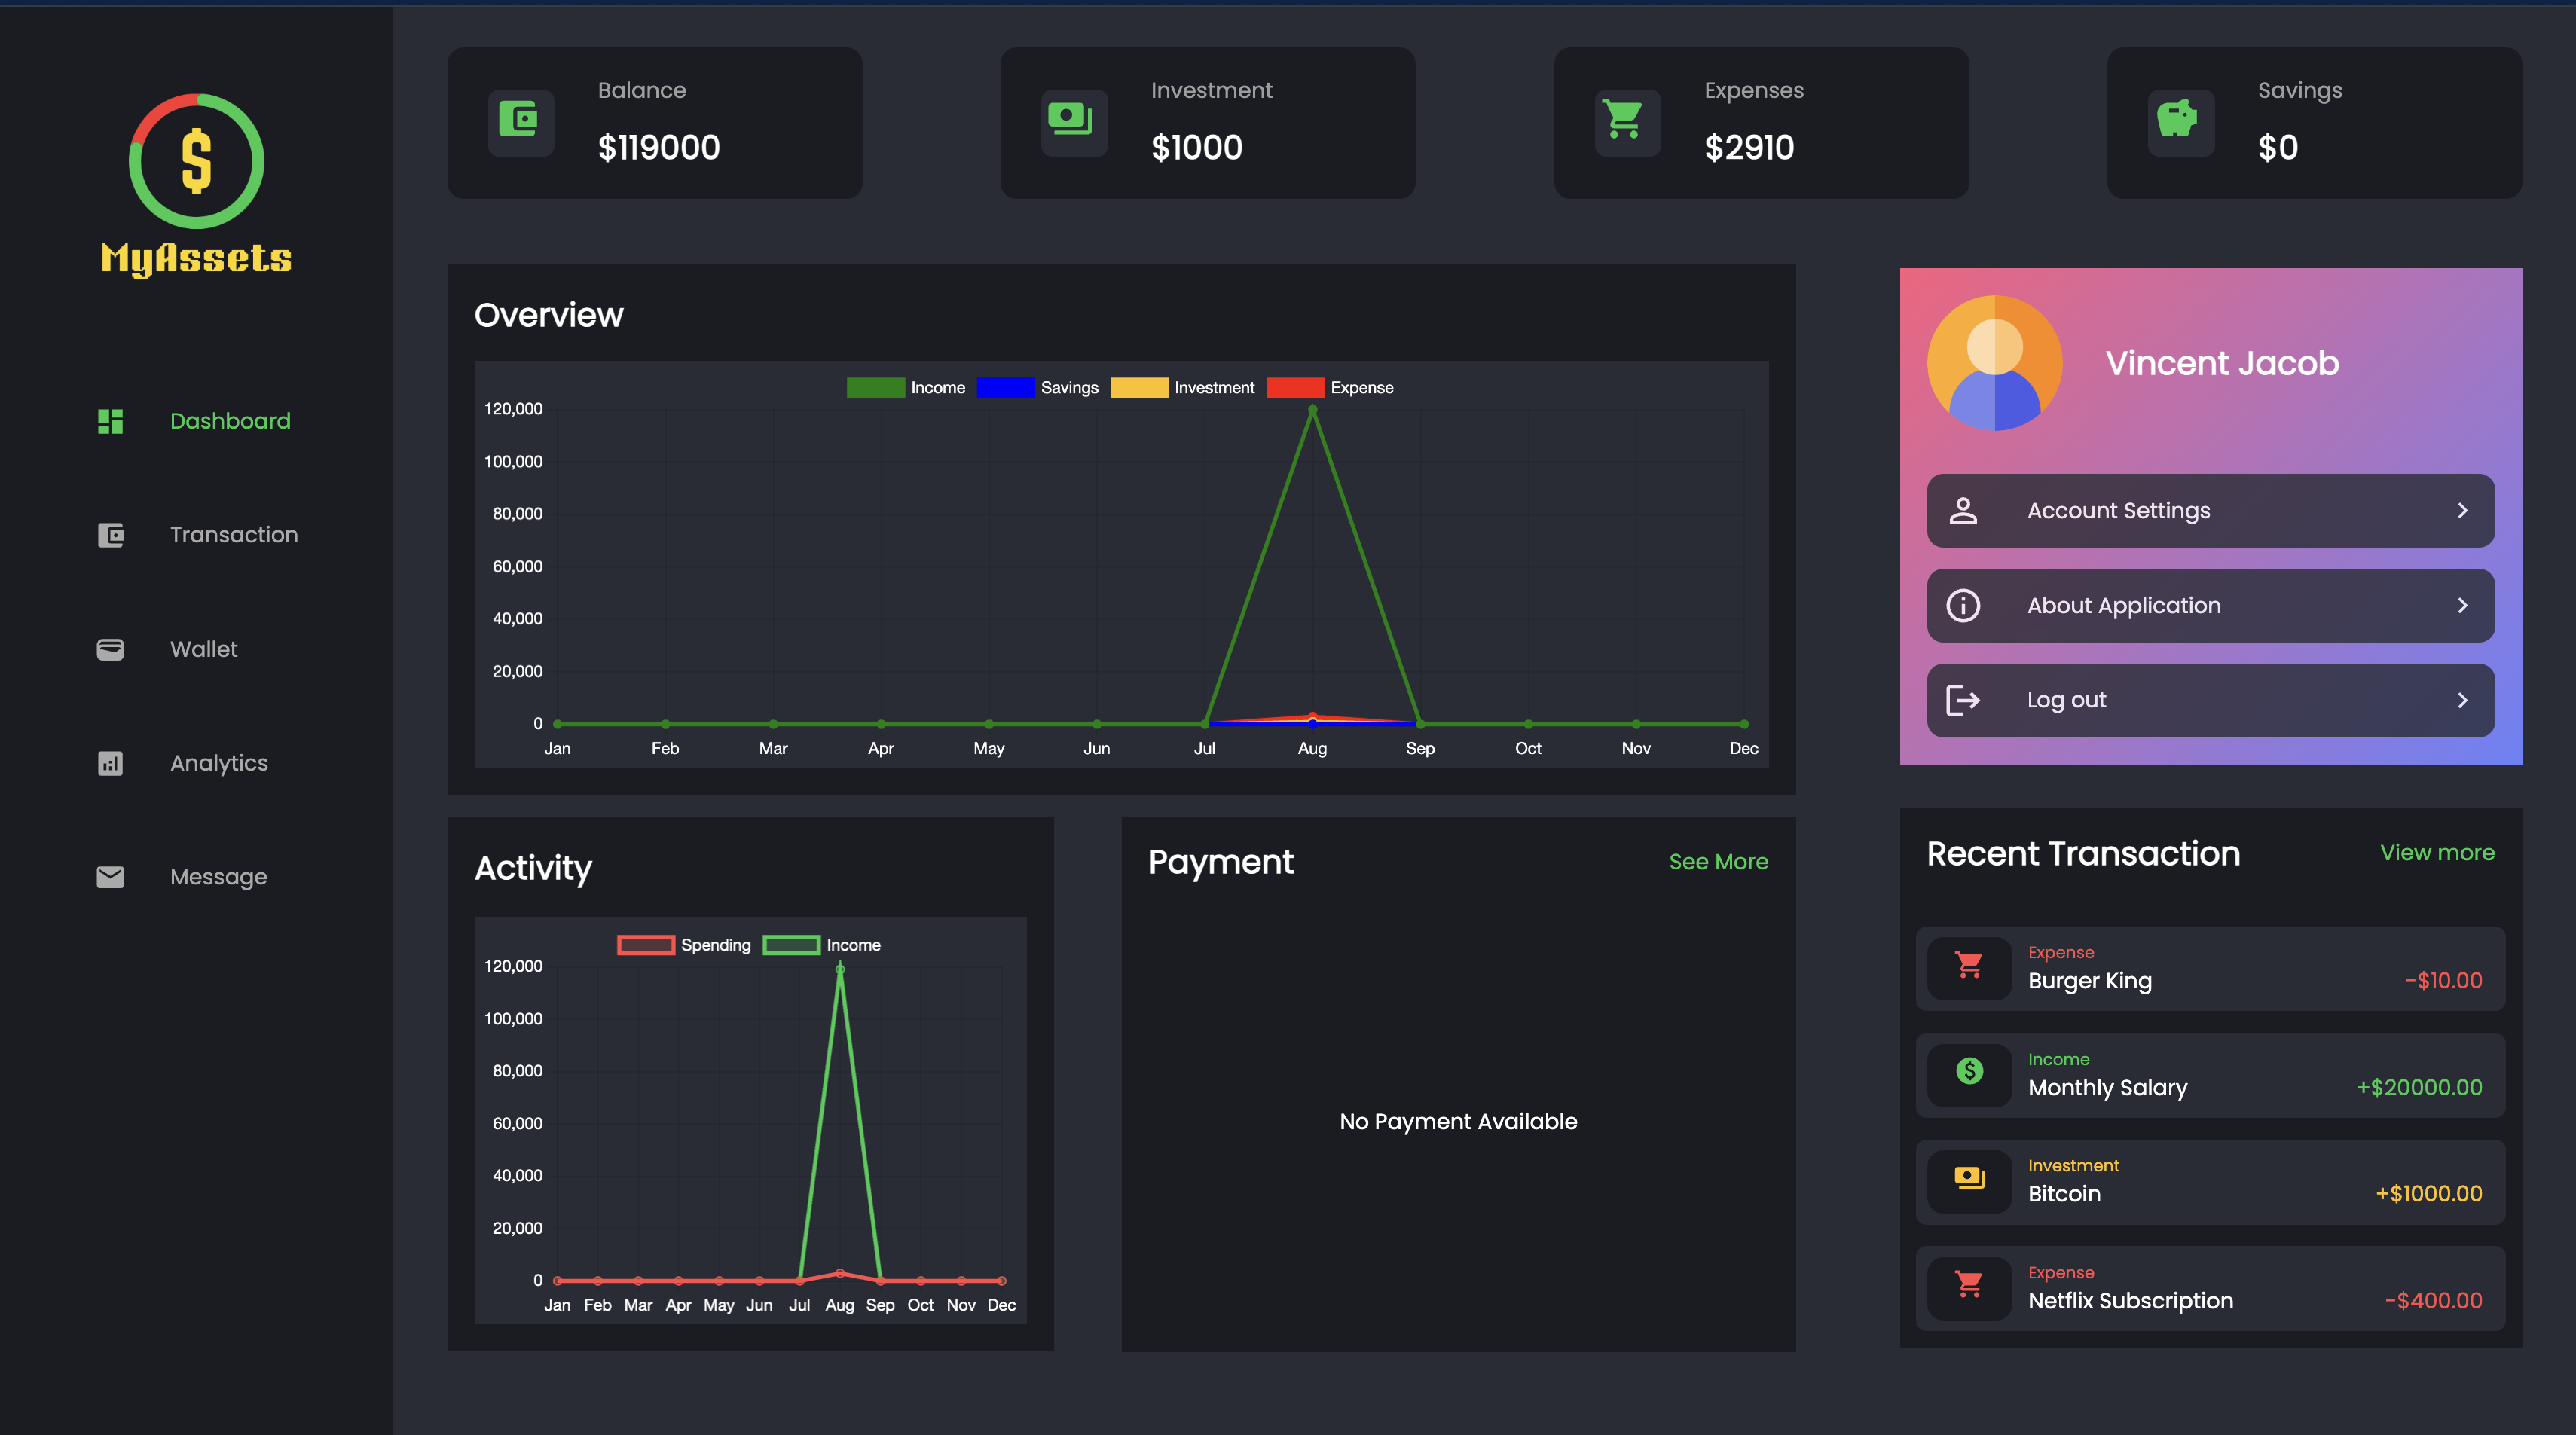 $
MyAssets
Dashboard
Transaction
Wallet
Analytics
Message
Balance
$119000
Investment
$1000
Expenses
$2910
Savings
$0
Overview
Income Savings Investment Expense
120,000
100,000
80,000
60,000
40,000
20,000
0
Jan Feb Mar Apr May Jun Jul Aug Sep Oct Nov Dec
Vincent Jacob
Account Settings
About Application
Log out
Activity
Spending Income
120,000
100,000
80,000
60,000
40,000
20,000
0
Jan Feb Mar Apr May Jun Jul Aug Sep Oct Nov Dec
Payment See More
No Payment Available
Recent Transaction View more
Expense
Burger King -$10.00
Income
Monthly Salary +$20000.00
Investment
Bitcoin +$1000.00
Expense
Netflix Subscription -$400.00